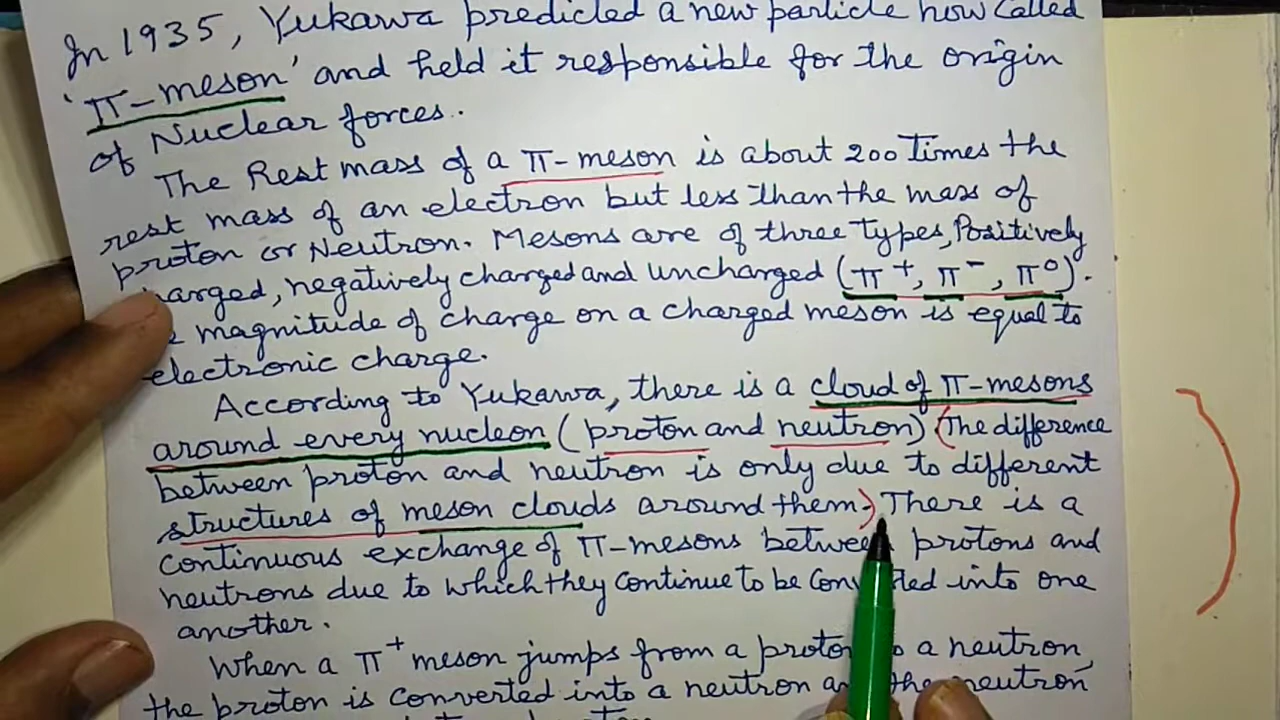 In 1935, Yukawa predicted a new particle now called
'π-meson' and held it responsible for the origin
of Nuclear forces..
The Rest mass of a π-meson is about 200 Times the
rest mass of an electron but less than the mass of
proton or Neutron. Mesons are of three types, Positively
harged, negatively charged and uncharged (π⁺, π⁻, π⁰).
magnitude of charge on a charged meson is equal to
electronic charge.
According to Yukawa, there is a cloud of π-mesons
around every nucleon (proton and neutron) (The difference
between proton and neutron is only due to different
structures of meson clouds around them) There is a
continuous exchange of π-mesons between protons and
neutrons due to which they continue to be con ted into one
another.
When a π⁺ meson jumps from a proton a neutron,
the proton is converted into a neutron the neutron